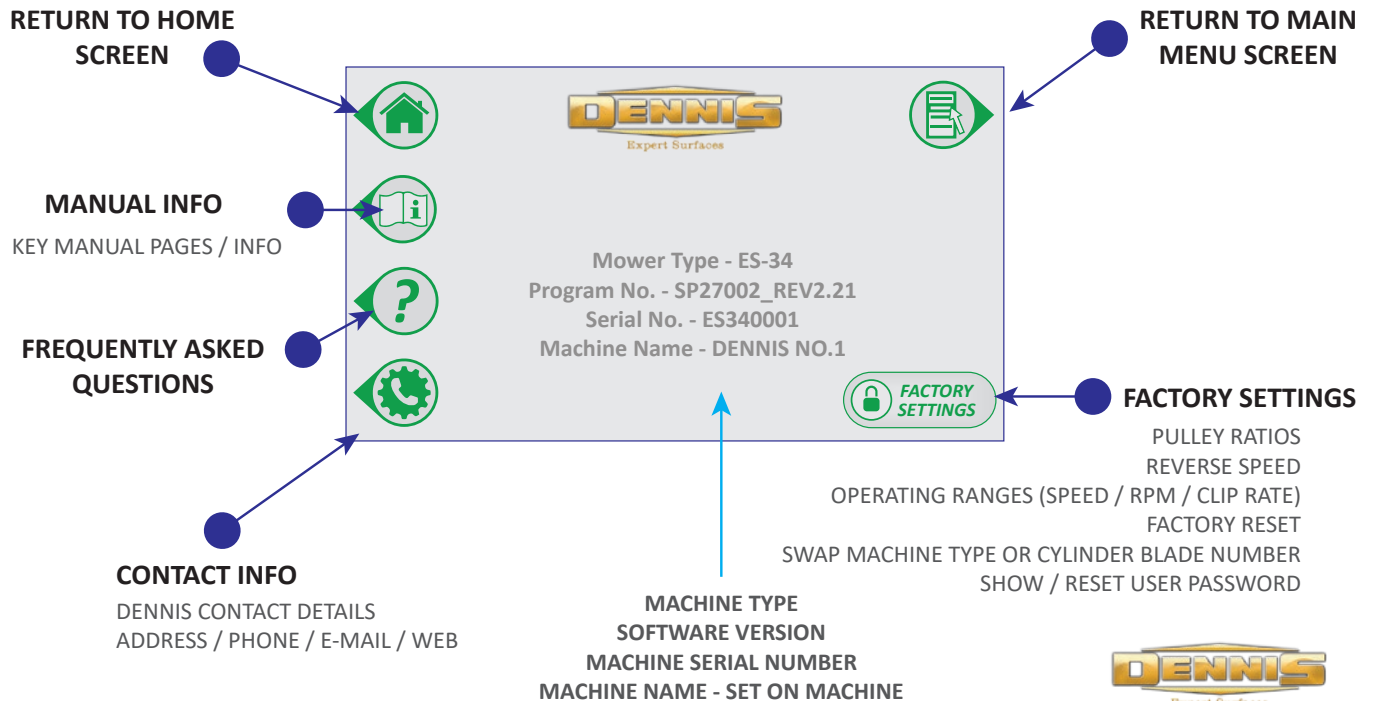 RETURN TO HOME
SCREEN
RETURN TO MAIN
MENU SCREEN
DENNIS
Expert Surfaces
MANUAL INFO
KEY MANUAL PAGES / INFO
i
Mower Type - ES-34
Program No. - SP27002_REV2.21
Serial No. - ES340001
Machine Name - DENNIS NO.1
?
FREQUENTLY ASKED
QUESTIONS
FACTORY
SETTINGS
FACTORY SETTINGS
PULLEY RATIOS
REVERSE SPEED
OPERATING RANGES (SPEED / RPM / CLIP RATE)
FACTORY RESET
SWAP MACHINE TYPE OR CYLINDER BLADE NUMBER
SHOW / RESET USER PASSWORD
CONTACT INFO
DENNIS CONTACT DETAILS
ADDRESS / PHONE / E-MAIL / WEB
MACHINE TYPE
SOFTWARE VERSION
MACHINE SERIAL NUMBER
MACHINE NAME - SET ON MACHINE
DENNIS